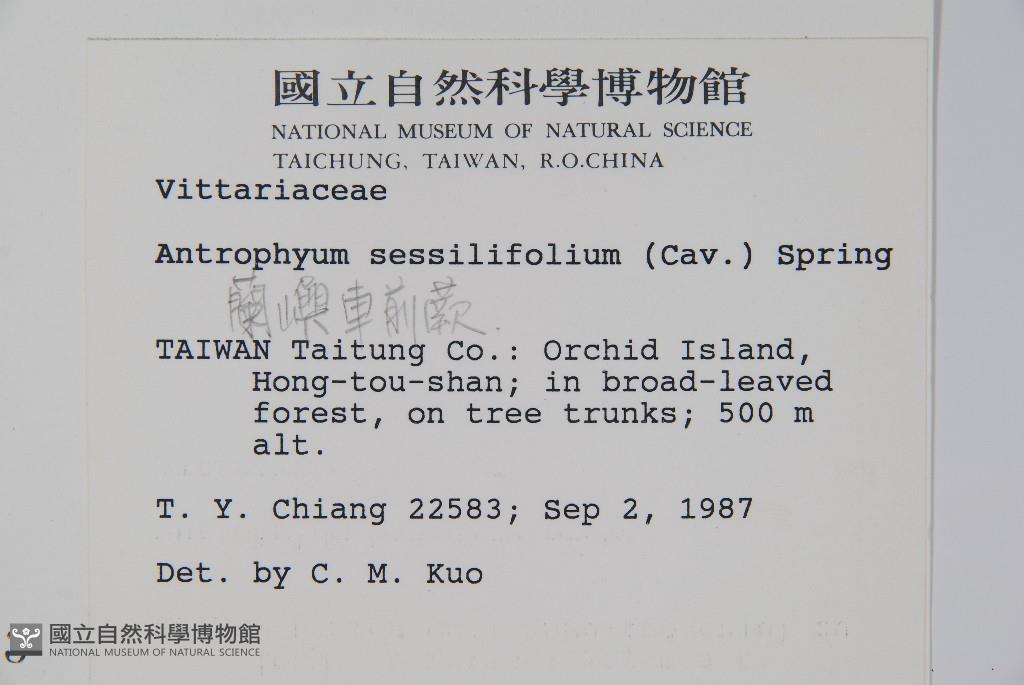 國立自然科學博物館
NATIONAL MUSEUM OF NATURAL SCIENCE
TAICHUNG, TAIWAN, R.O.CHINA
Vittariaceae
Antrophyum sessilifolium (Cav.) Spring
蘭嶼車前蕨.
TAIWAN Taitung Co.: Orchid Island,
Hong-tou-shan; in broad-leaved
forest, on tree trunks; 500 m
alt.
T. Y. Chiang 22583; Sep 2, 1987
Det. by C. M. Kuo
國立自然科學博物館
NATIONAL MUSEUM OF NATURAL SCIENCE